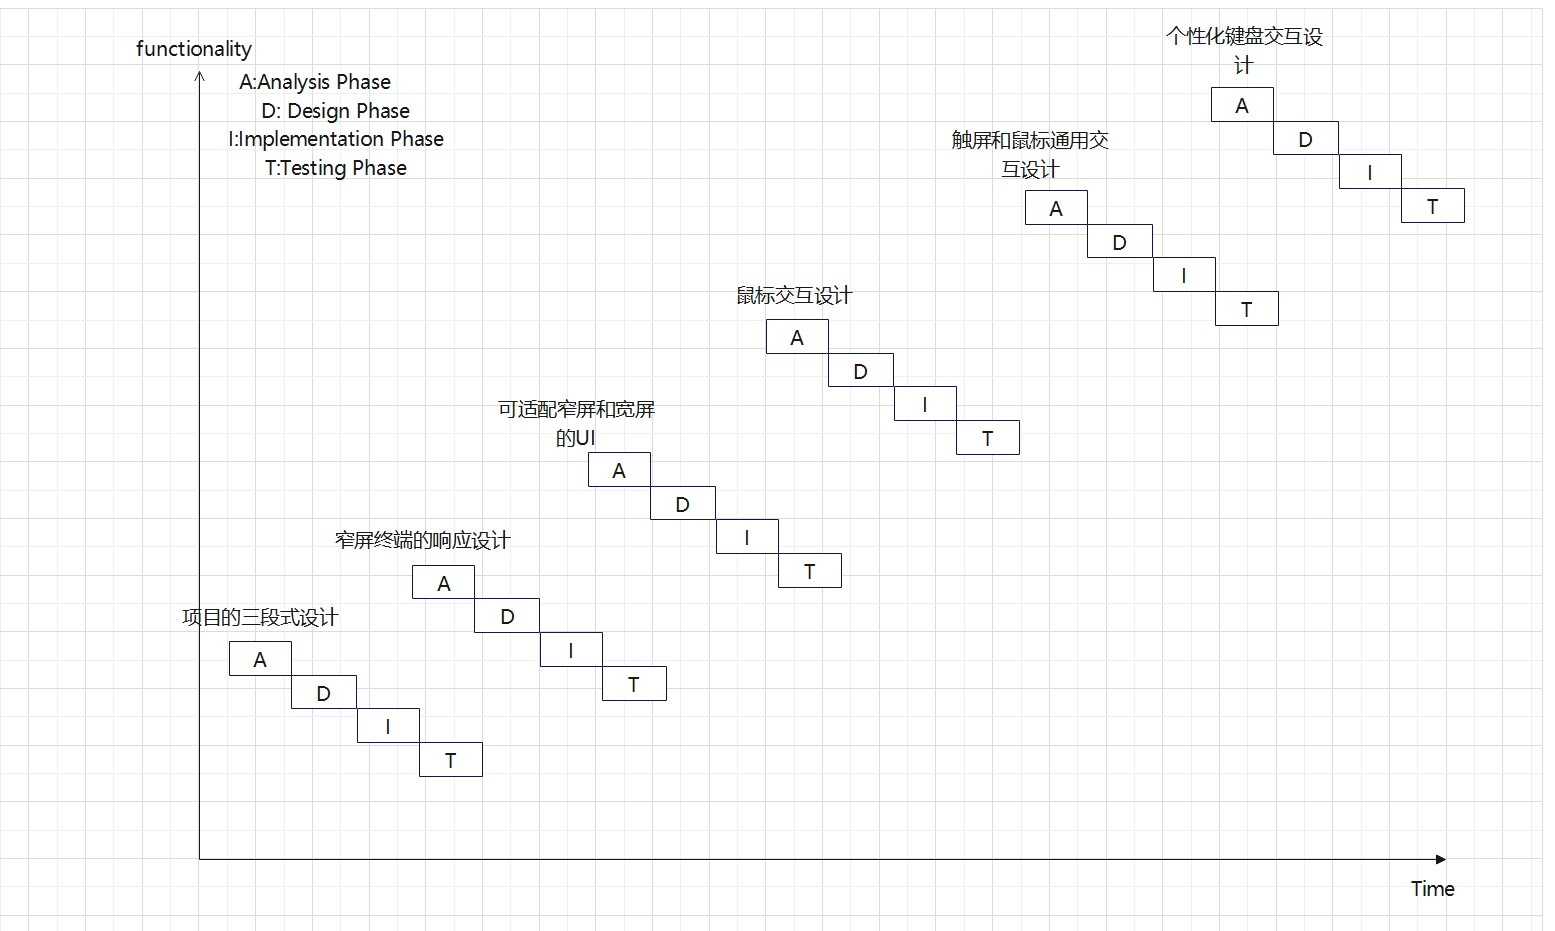 functionality
A:Analysis Phase
D: Design Phase
I:Implementation Phase
T:Testing Phase
个性化键盘交互设
计
A
D
I
T
触屏和鼠标通用交
互设计
A
D
I
T
鼠标交互设计
A
D
I
T
可适配窄屏和宽屏
的UI
A
D
I
T
窄屏终端的响应设计
A
D
I
T
项目的三段式设计
A
D
I
T
Time